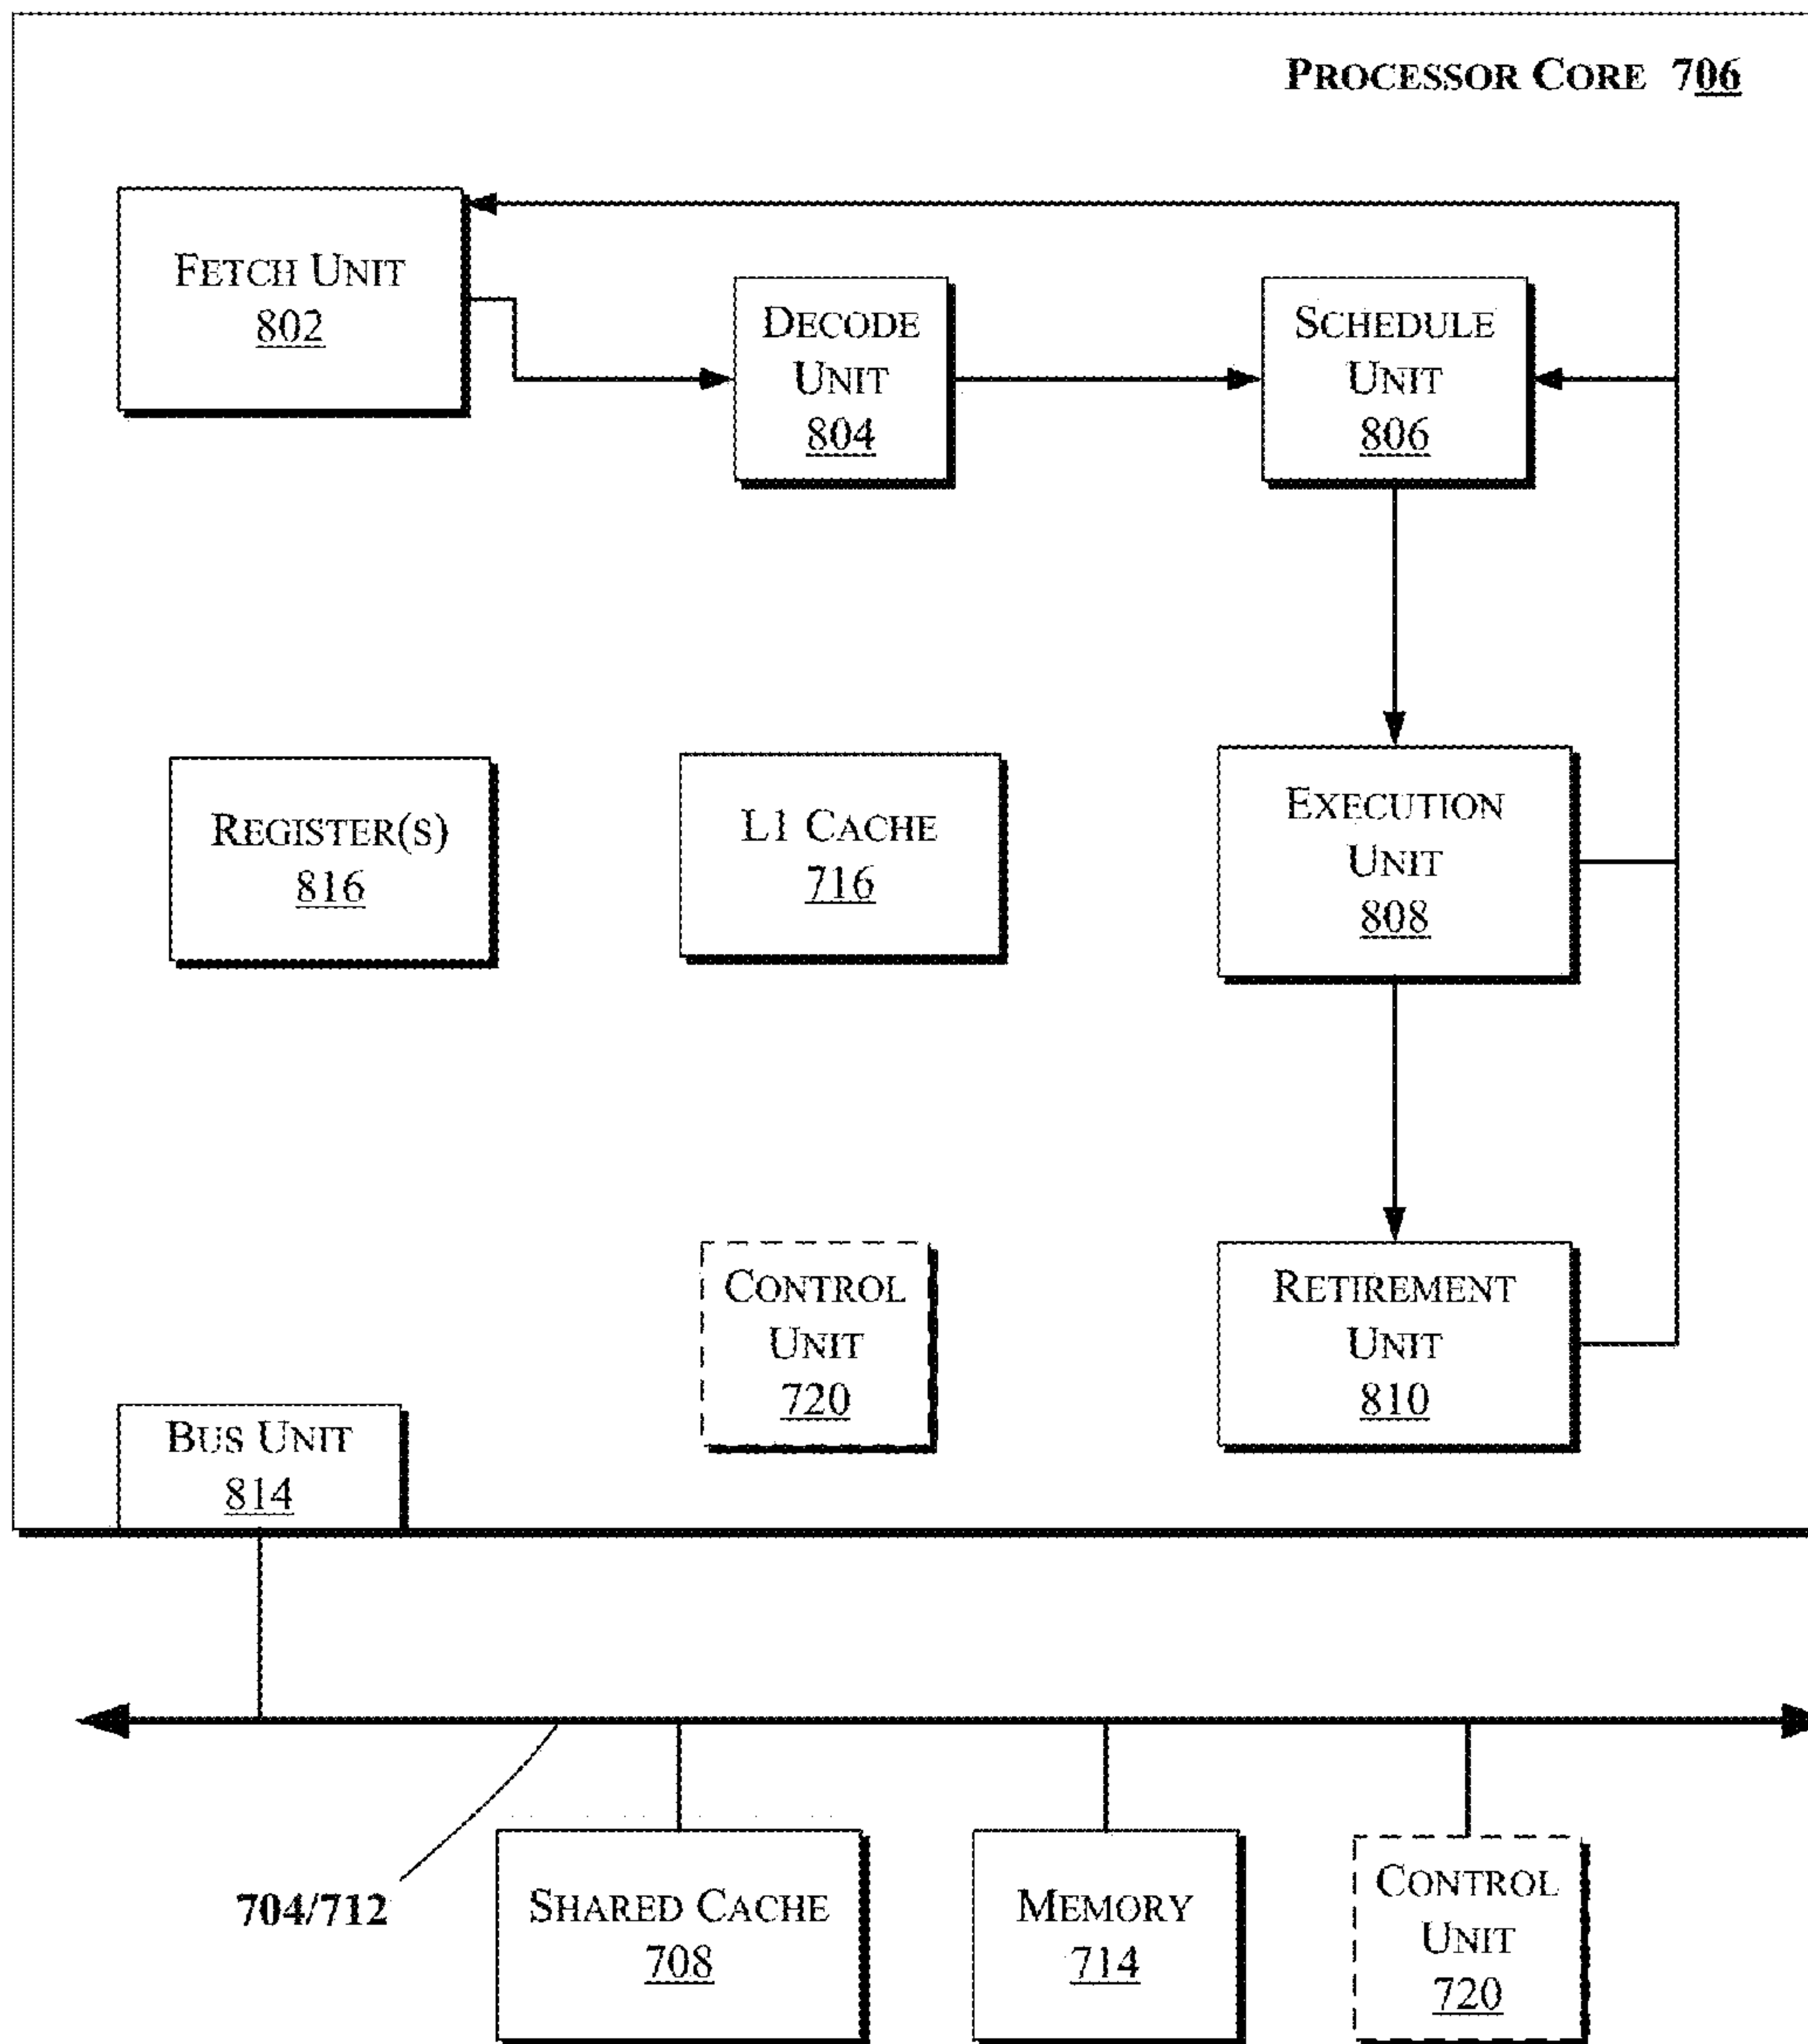 PROCESSOR CORE 706
FETCH UNIT
802
DECODE
UNIT
804
SCHEDULE
UNIT
806
REGISTER(S)
816
L1 CACHE
716
EXECUTION
UNIT
808
CONTROL
UNIT
720
RETIREMENT
UNIT
810
BUS UNIT
814
704/712
SHARED CACHE
708
MEMORY
714
CONTROL
UNIT
720